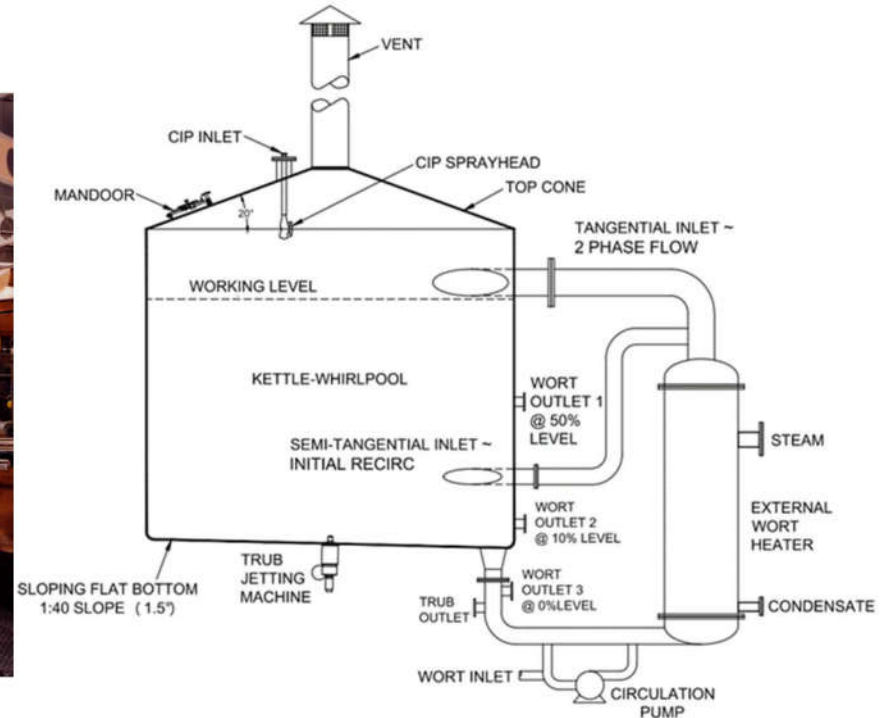 VENT
CIP INLET
CIP SPRAYHEAD
MANDOOR
TOP CONE
20°
TANGENTIAL INLET ~
2 PHASE FLOW
WORKING LEVEL
KETTLE-WHIRLPOOL
WORT
OUTLET 1
@ 50%
LEVEL
SEMI-TANGENTIAL INLET ~
INITIAL RECIRC
STEAM
WORT
OUTLET 2
@ 10% LEVEL
EXTERNAL
WORT
HEATER
TRUB
JETTING
MACHINE
SLOPING FLAT BOTTOM
1:40 SLOPE ( 1.5°)
WORT
OUTLET 3
@ 0%LEVEL
TRUB
OUTLET
CONDENSATE
WORT INLET
CIRCULATION
PUMP